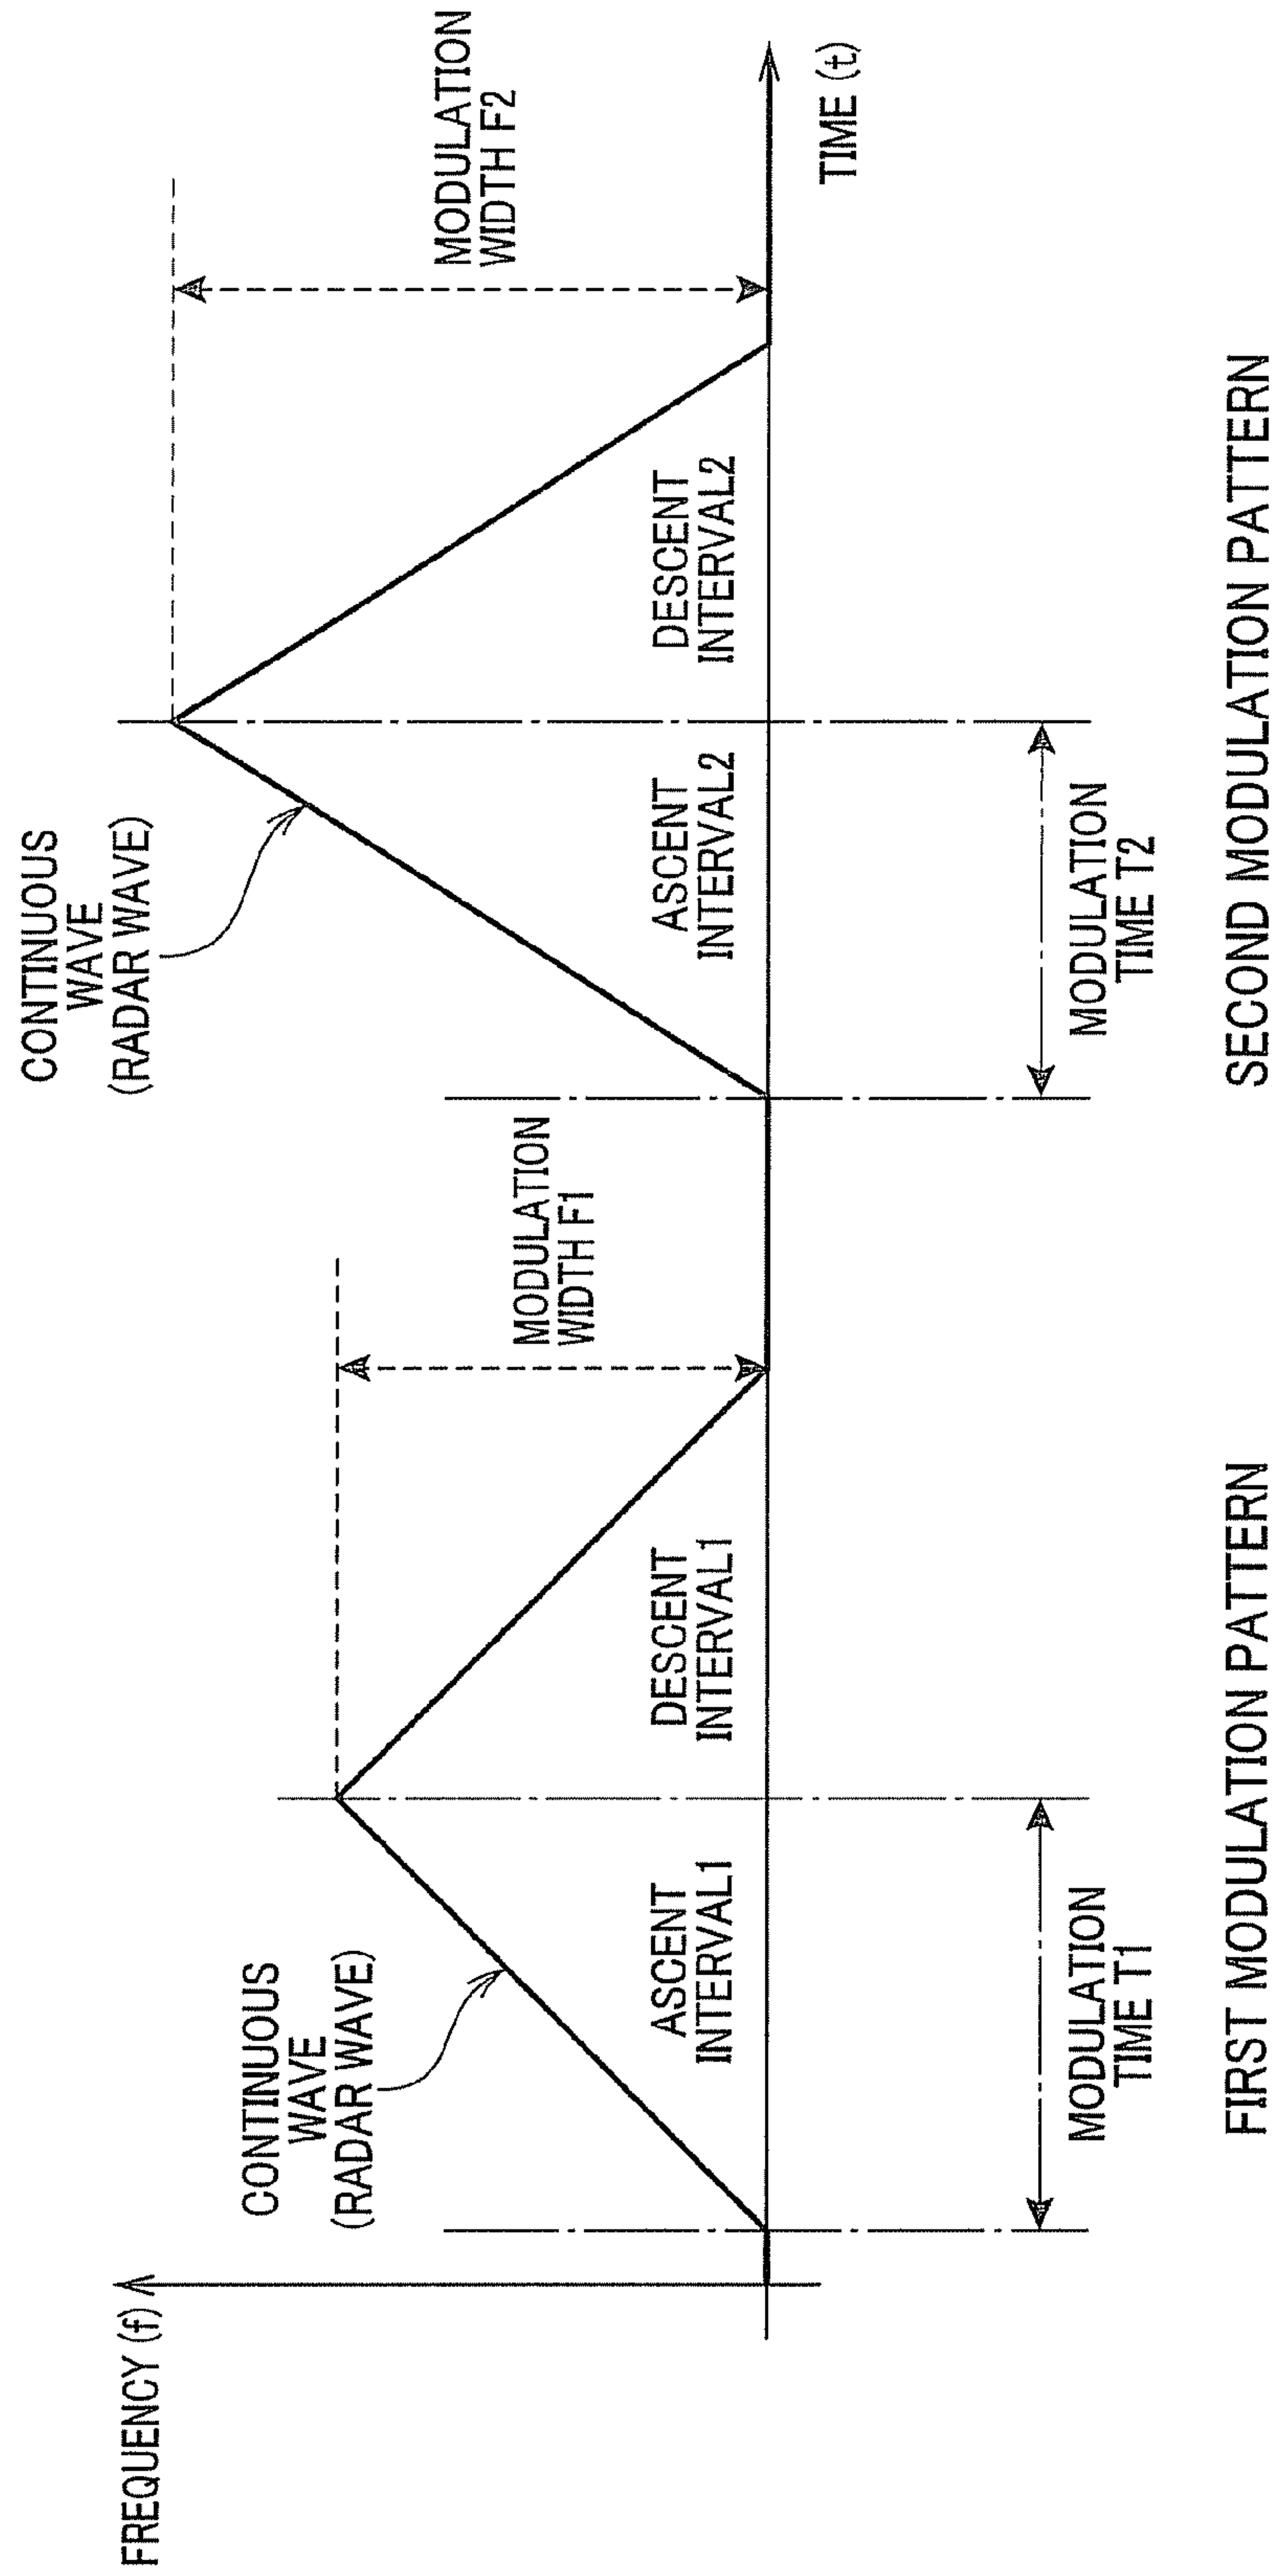 FREQUENCY (f)
CONTINUOUS
WAVE
(RADAR WAVE)
ASCENT
INTERVAL1
DESCENT
INTERVAL1
MODULATION
WIDTH F1
MODULATION
TIME T1
FIRST MODULATION PATTERN
CONTINUOUS
WAVE
(RADAR WAVE)
ASCENT
INTERVAL2
DESCENT
INTERVAL2
MODULATION
WIDTH F2
TIME (t)
MODULATION
TIME T2
SECOND MODULATION PATTERN